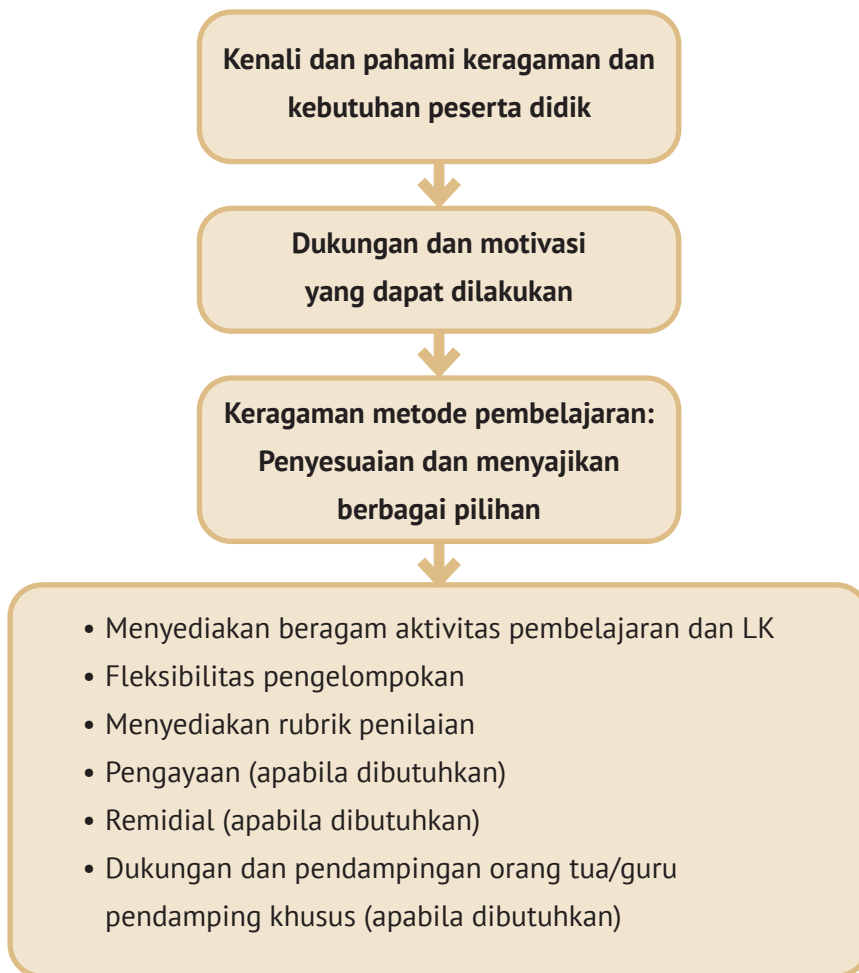 Kenali dan pahami keragaman dan
kebutuhan peserta didik
Dukungan dan motivasi
yang dapat dilakukan
Keragaman metode pembelajaran:
Penyesuaian dan menyajikan
berbagai pilihan
• Menyediakan beragam aktivitas pembelajaran dan LK
• Fleksibilitas pengelompokan
• Menyediakan rubrik penilaian
• Pengayaan (apabila dibutuhkan)
• Remidial (apabila dibutuhkan)
• Dukungan dan pendampingan orang tua/guru
pendamping khusus (apabila dibutuhkan)